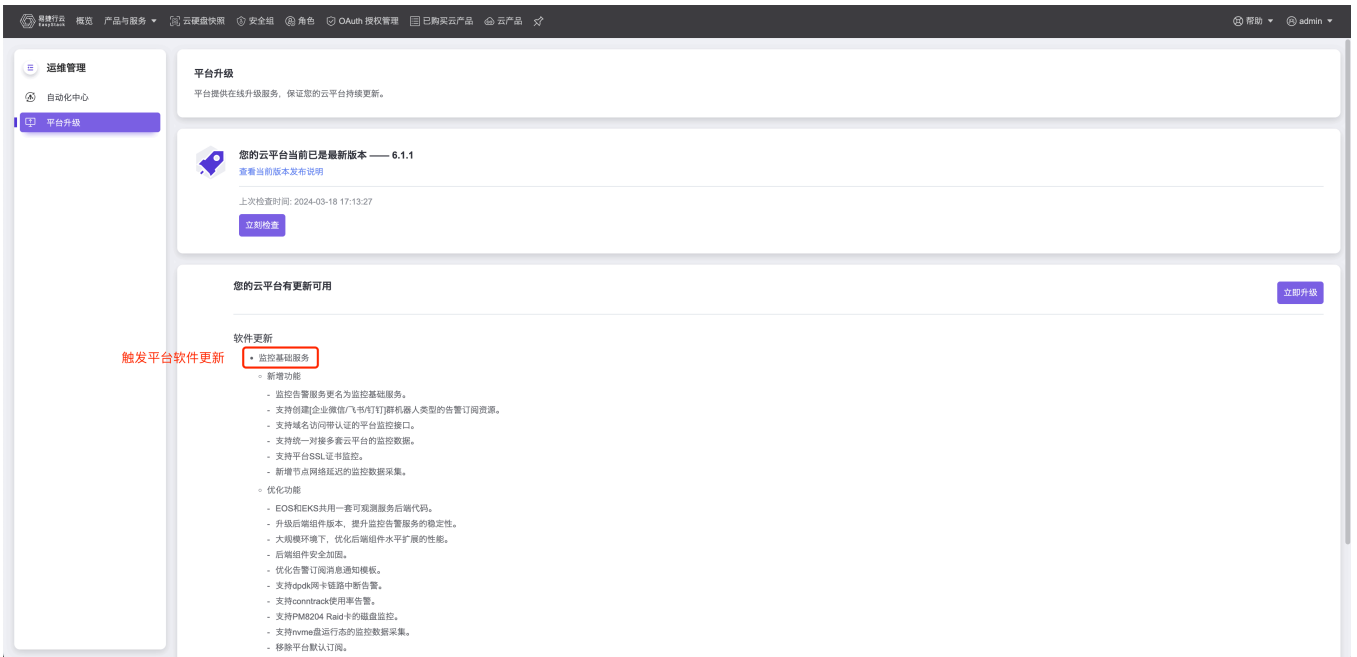 易捷行云 EasyStack 概览 产品与服务 云硬盘快照 安全组 角色 OAuth 授权管理 已购买云产品 云产品 帮助 admin
运维管理
自动化中心
平台升级
平台升级
平台提供在线升级服务，保证您的云平台持续更新。
您的云平台当前已是最新版本 —— 6.1.1
查看当前版本发布说明
上次检查时间: 2024-03-18 17:13:27
立刻检查
您的云平台有更新可用
立即升级
软件更新
触发平台软件更新
• 监控基础服务
◦ 新增功能
- 监控告警服务更名为监控基础服务。
- 支持创建[企业微信/飞书/钉钉]群机器人类型的告警订阅资源。
- 支持域名访问带认证的平台监控接口。
- 支持统一对接多套云平台的监控数据。
- 支持平台SSL证书监控。
- 新增节点网络延迟的监控数据采集。
◦ 优化功能
- EOS和EKS共用一套可观测服务后端代码。
- 升级后端组件版本，提升监控告警服务的稳定性。
- 大规模环境下，优化后端组件水平扩展的性能。
- 后端组件安全加固。
- 优化告警订阅消息通知模板。
- 支持dpdk网卡链路中断告警。
- 支持conntrack使用率告警。
- 支持PM8204 Raid卡的磁盘监控。
- 支持nvme盘运行态的监控数据采集。
- 移除平台默认订阅。